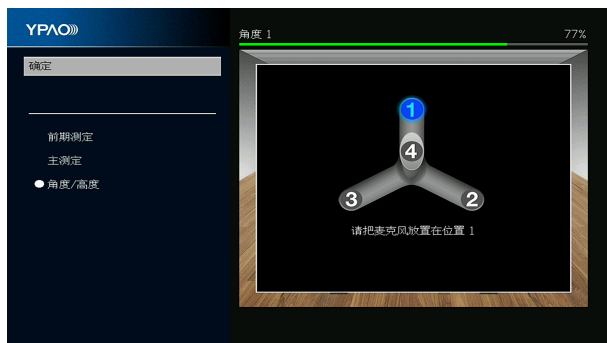 YPAO
确定
前期测定
主测定
角度/高度
角度 1 77%
1
4
3 2
请把麦克风放置在位置 1